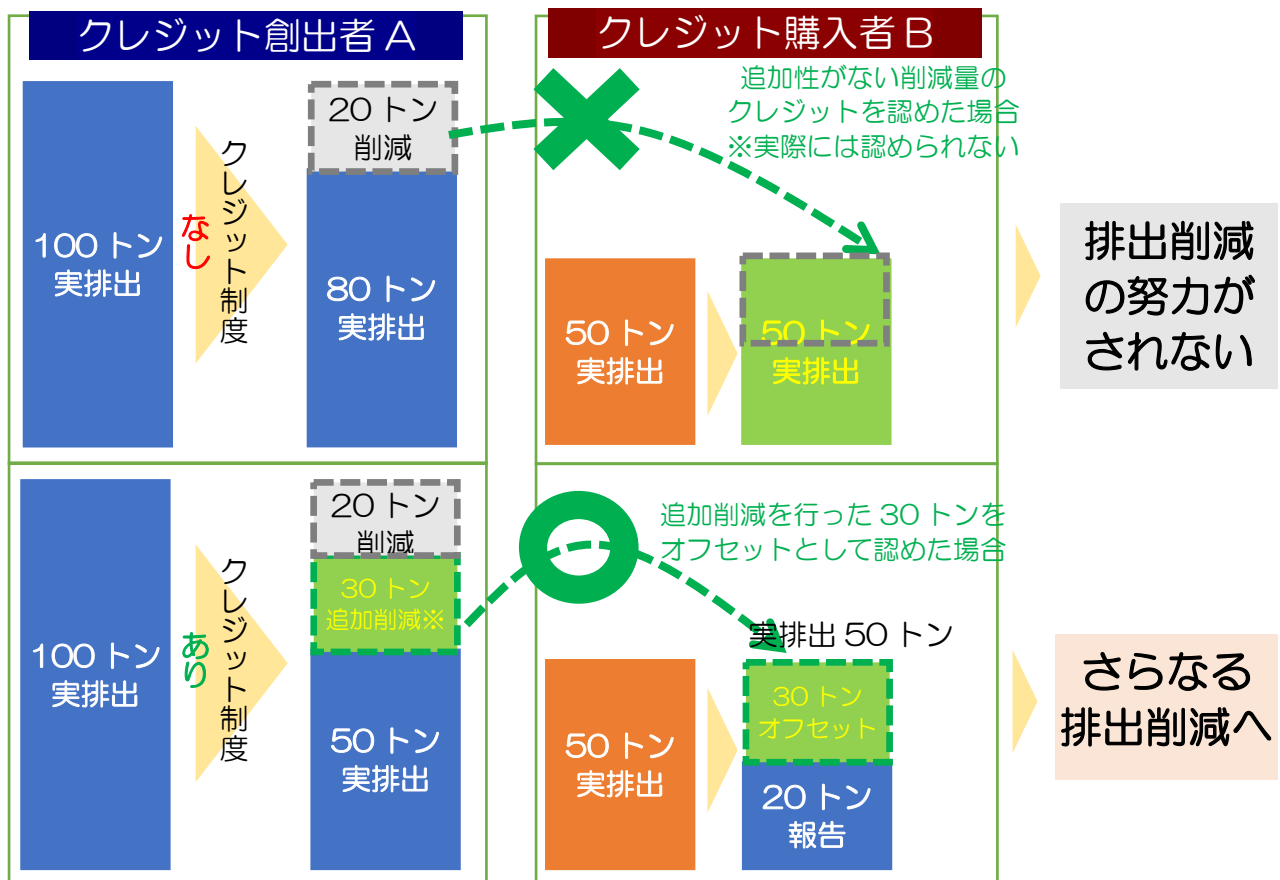 クレジット創出者A
クレジット購入者B
100トン
実排出
なし
クレジット制度
20トン
削減
80トン
実排出
追加性がない削減量の
クレジットを認めた場合
※実際には認められない
50トン
実排出
50トン
実排出
排出削減
の努力が
されない
100トン
実排出
あり
クレジット制度
20トン
削減
30トン
追加削減※
50トン
実排出
追加削減を行った30トンを
オフセットとして認めた場合
50トン
実排出
実排出50トン
30トン
オフセット
20トン
報告
さらなる
排出削減へ